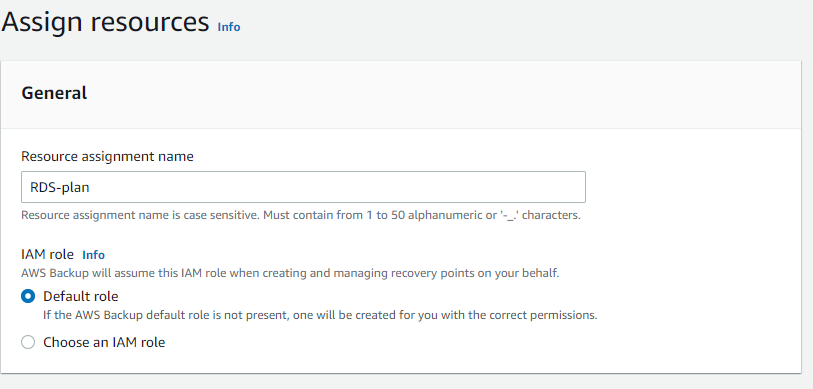 Assign resources Info
General
Resource assignment name
RDS-plan
Resource assignment name is case sensitive. Must contain from 1 to 50 alphanumeric or '-_.' characters.
IAM role Info
AWS Backup will assume this IAM role when creating and managing recovery points on your behalf.
Default role
If the AWS Backup default role is not present, one will be created for you with the correct permissions.
Choose an IAM role